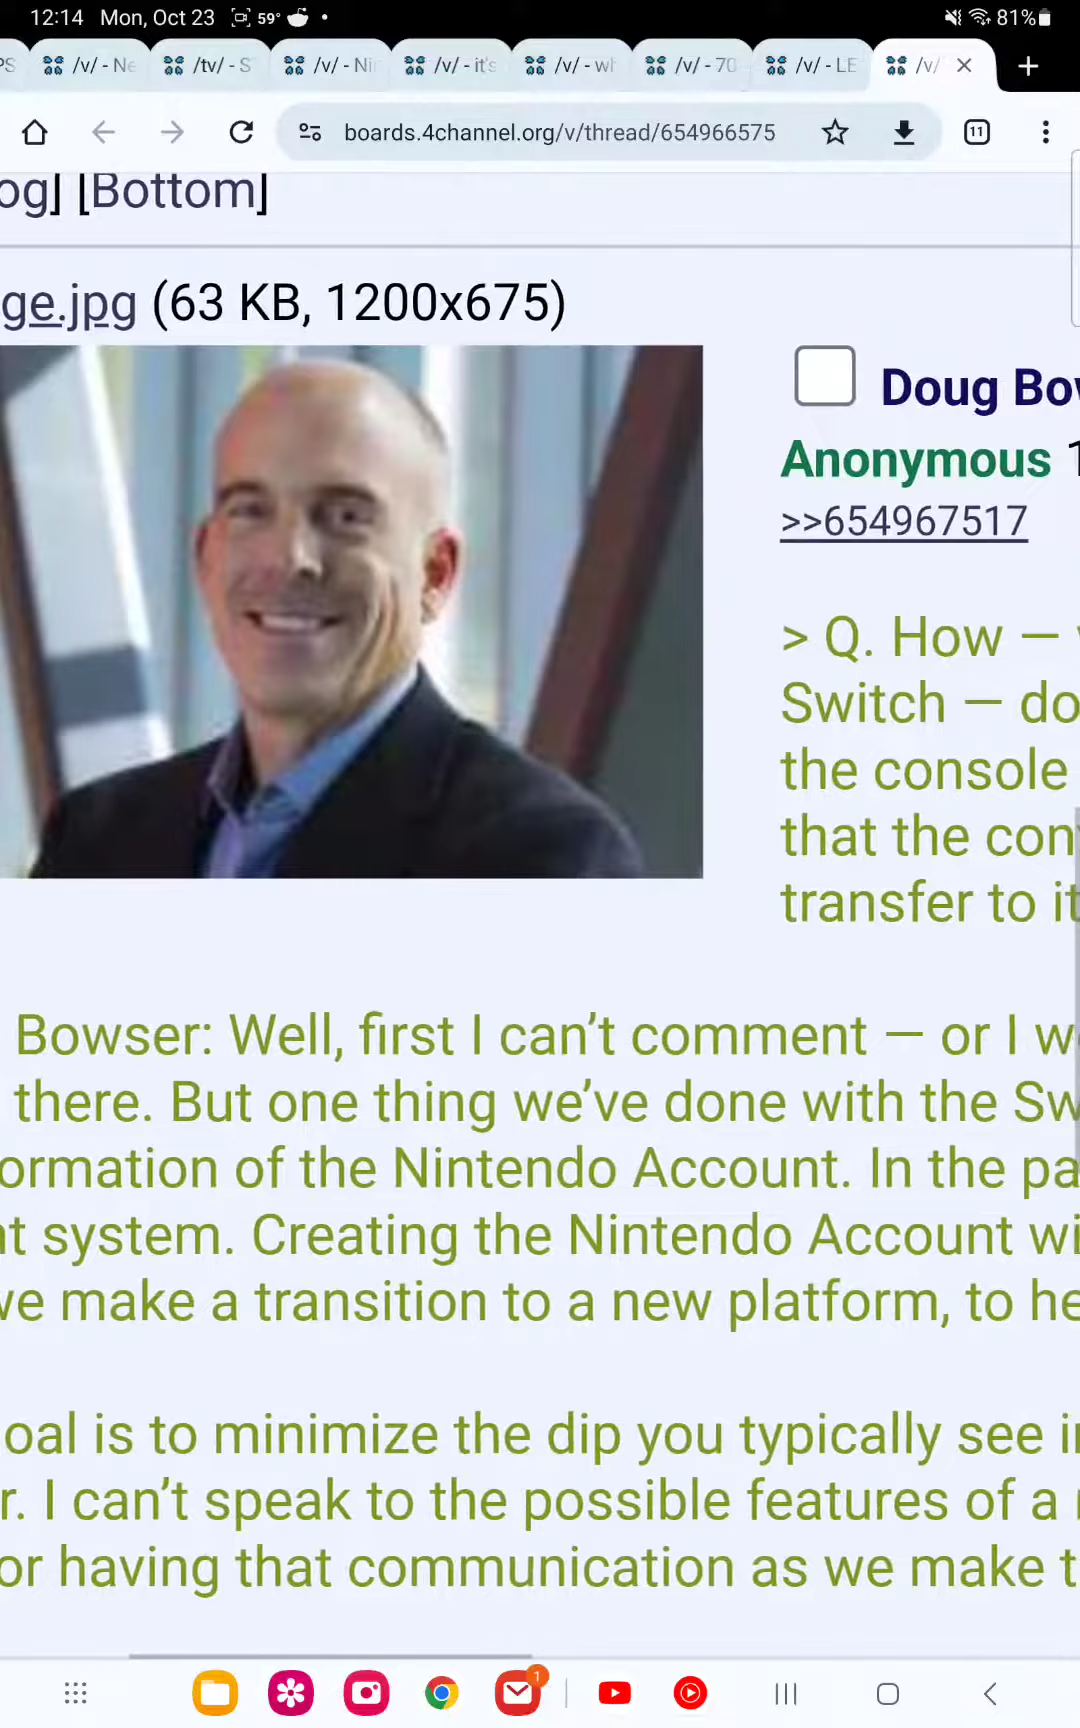 12:14 Mon, Oct 23 59° • 81%
PS /v/ - Ne /tv/ - S /v/ - Ni /v/ - it's /v/ - wh /v/ - 70 /v/ - LE /v/
boards.4channel.org/v/thread/654966575 11
og] [Bottom]
ge.jpg (63 KB, 1200x675)
Doug Bow
Anonymous 1
>>654967517
> Q. How —
Switch — do
the console
that the con
transfer to it
Bowser: Well, first I can't comment — or I w
there. But one thing we've done with the Sw
ormation of the Nintendo Account. In the pa
nt system. Creating the Nintendo Account wi
ve make a transition to a new platform, to he
oal is to minimize the dip you typically see i
r. I can't speak to the possible features of a
or having that communication as we make t
1